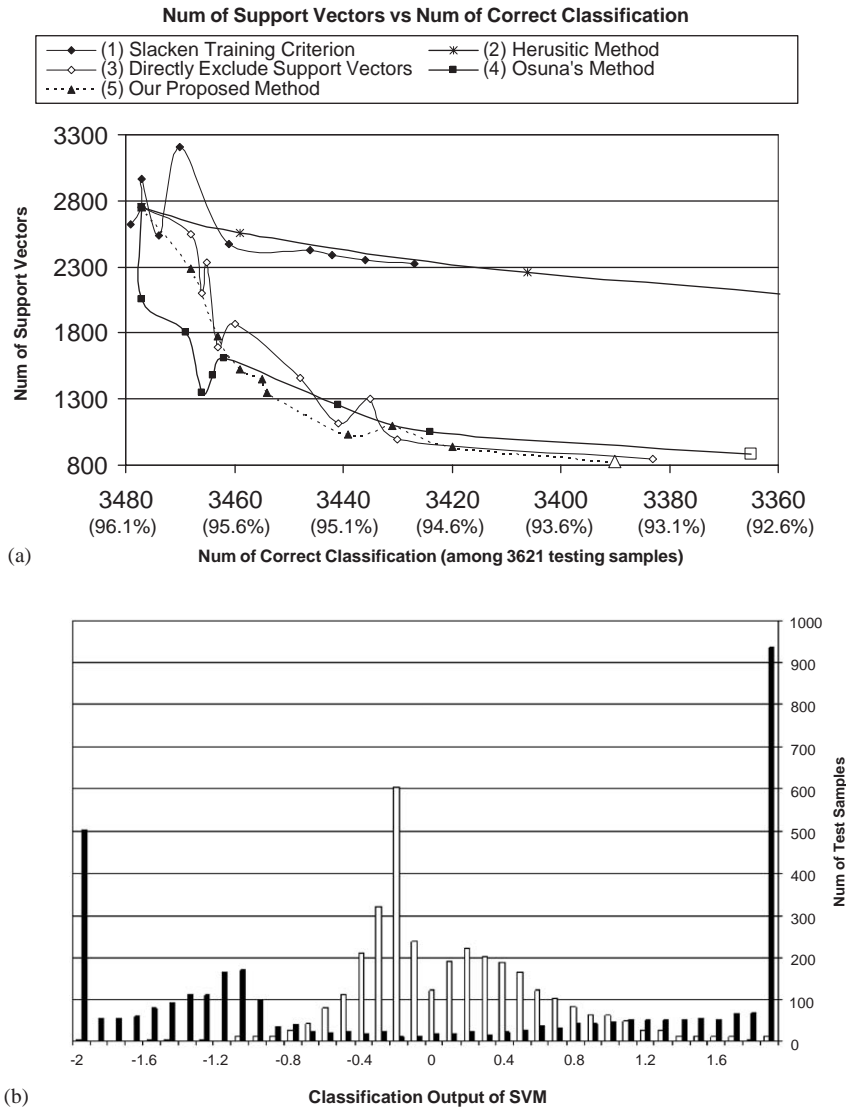 Num of Support Vectors vs Num of Correct Classification
(1) Slacken Training Criterion
(2) Herusitic Method
(3) Directly Exclude Support Vectors
(4) Osuna's Method
(5) Our Proposed Method
Num of Support Vectors
3300
2800
2300
1800
1300
800
3480 3460 3440 3420 3400 3380 3360
(96.1%) (95.6%) (95.1%) (94.6%) (93.6%) (93.1%) (92.6%)
(a)
Num of Correct Classification (among 3621 testing samples)
1000
900
800
700
600
500
400
300
200
100
0
Num of Test Samples
-2 -1.6 -1.2 -0.8 -0.4 0 0.4 0.8 1.2 1.6
(b)
Classification Output of SVM